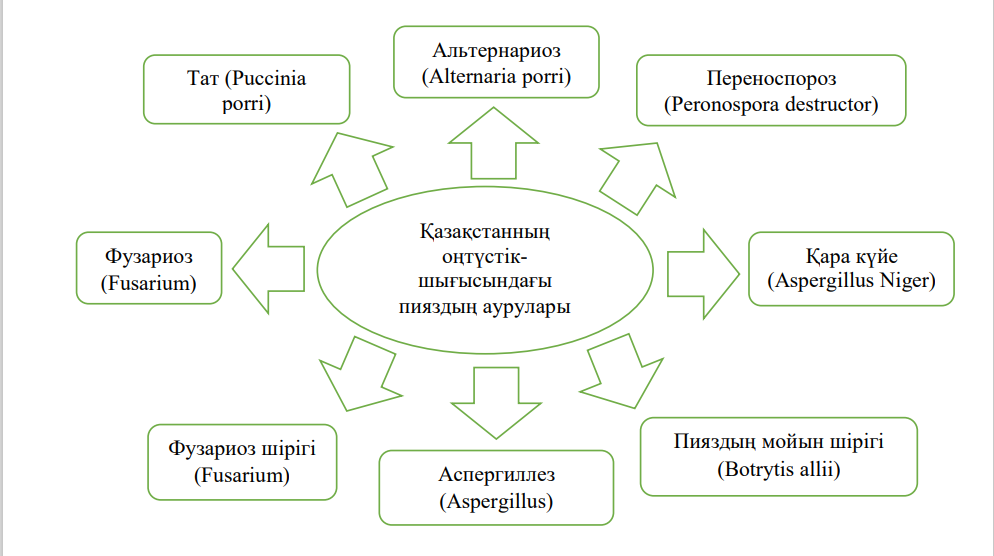 Альтернариоз
(Alternaria porri)
Тат (Puccinia
porri)
Переноспороз
(Peronospora destructor)
Қазақстанның
оңтүстік-
шығысындағы
пияздың аурулары
Фузариоз
(Fusarium)
Қара күйе
(Aspergillus Niger)
Фузариоз шірігі
(Fusarium)
Аспергиллез
(Aspergillus)
Пияздың мойын шірігі
(Botrytis allii)